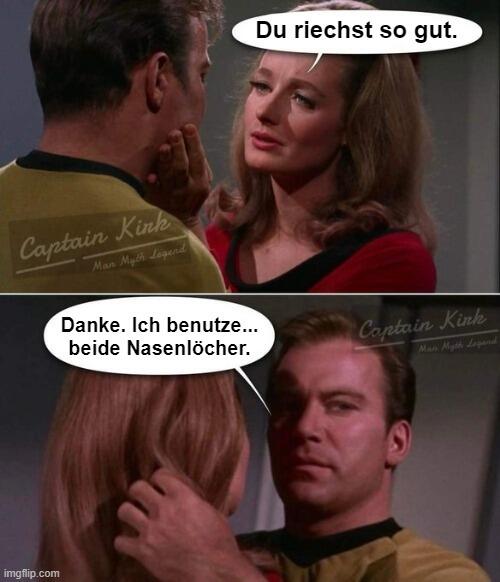 Du riechst so gut.
Captain Kirk
Man Myth Legend
Danke. Ich benutze...
beide Nasenlöcher.
Captain Kirk
Man Myth Legend
imgflip.com